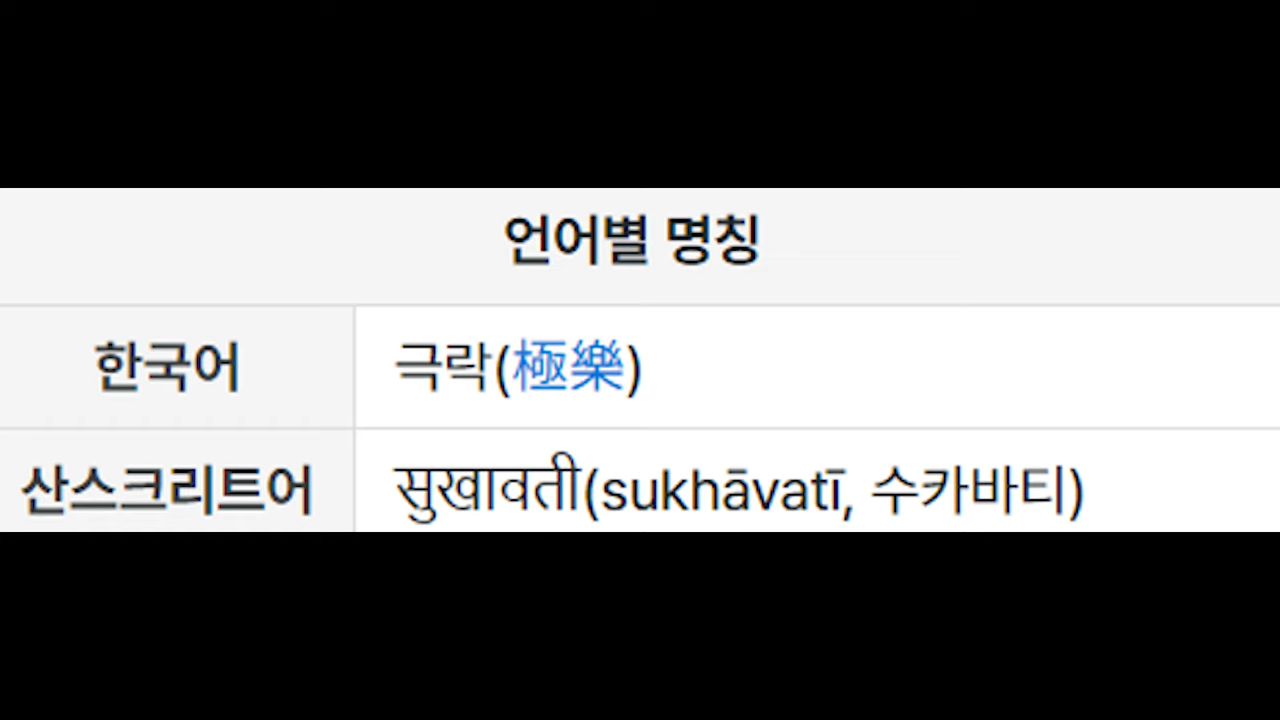 언어별 명칭
한국어 극락(極樂)
산스크리트어 सुखावती(sukhāvatī, 수카바티)